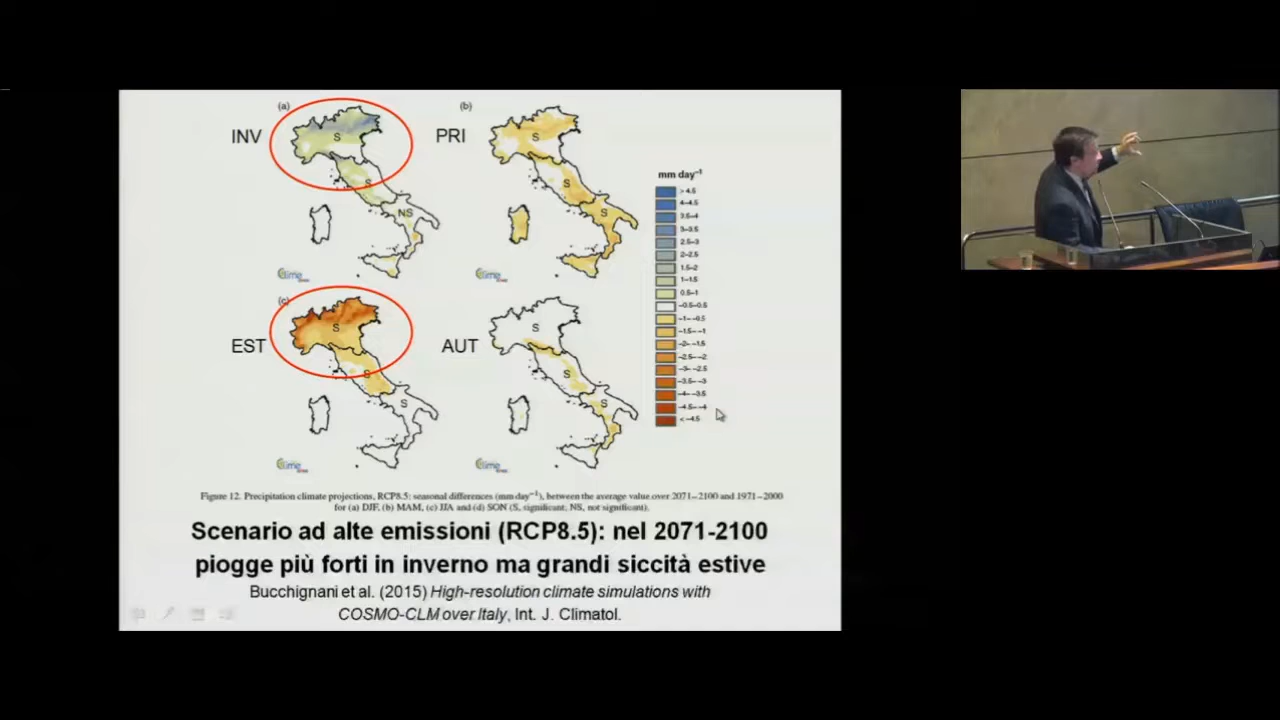 (a)
INV
S
S
NS
(b)
PRI
S
S
S
(c)
EST
S
S
S
AUT
S
S
S
mm day⁻¹
> 4.5
4–4.5
3.5–4
3–3.5
2.5–3
2–2.5
1.5–2
1–1.5
0.5–1
-0.5–0.5
-1– -0.5
-1.5– -1
-2– -1.5
-2.5– -2
-3– -2.5
-3.5– -3
-4– -3.5
-4.5– -4
< -4.5
Figure 12. Precipitation climate projections, RCP8.5: seasonal differences (mm day⁻¹), between the average value over 2071–2100 and 1971–2000
for (a) DJF, (b) MAM, (c) JJA and (d) SON (S, significant, NS, not significant).
Scenario ad alte emissioni (RCP8.5): nel 2071-2100
piogge più forti in inverno ma grandi siccità estive
Bucchignani et al. (2015) High-resolution climate simulations with
COSMO-CLM over Italy, Int. J. Climatol.